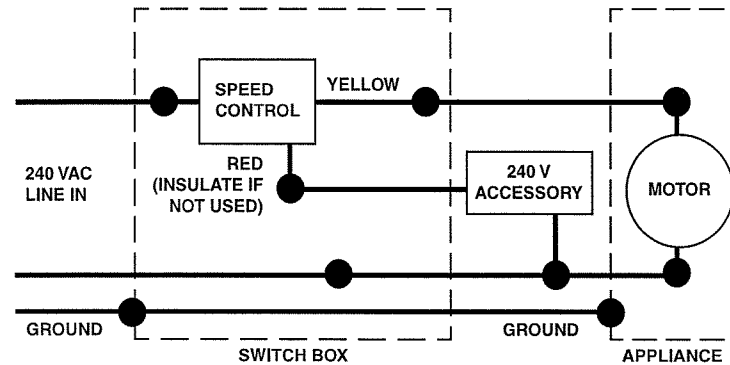 SPEED
CONTROL
YELLOW
240 VAC
LINE IN
RED
(INSULATE IF
NOT USED)
240 V
ACCESSORY
MOTOR
GROUND
GROUND
SWITCH BOX
APPLIANCE